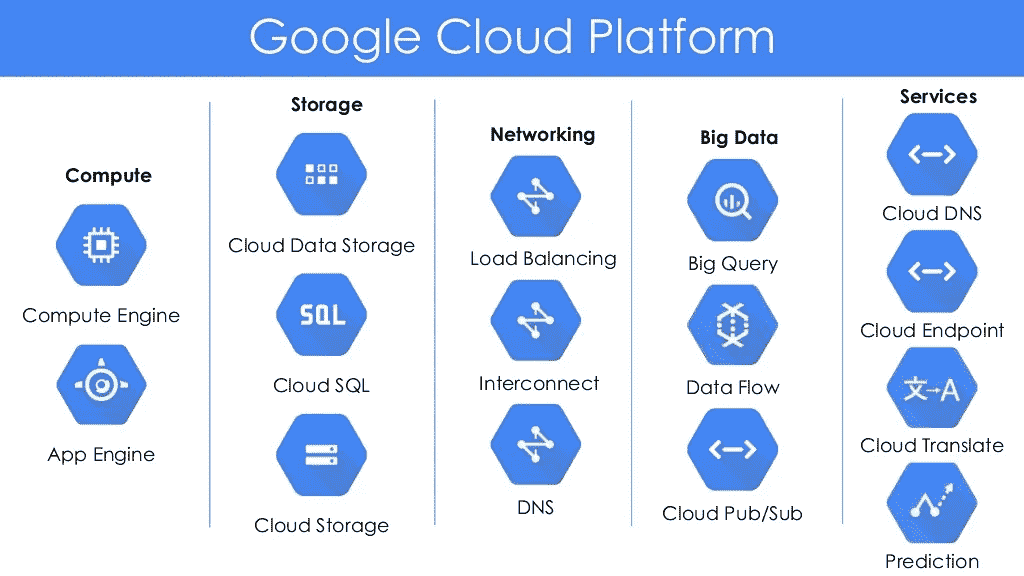 Google Cloud Platform
Compute
Compute Engine
App Engine
Storage
Cloud Data Storage
SQL
Cloud SQL
Cloud Storage
Networking
Load Balancing
Interconnect
DNS
Big Data
Big Query
Data Flow
Cloud Pub/Sub
Services
Cloud DNS
Cloud Endpoint
文→A
Cloud Translate
Prediction